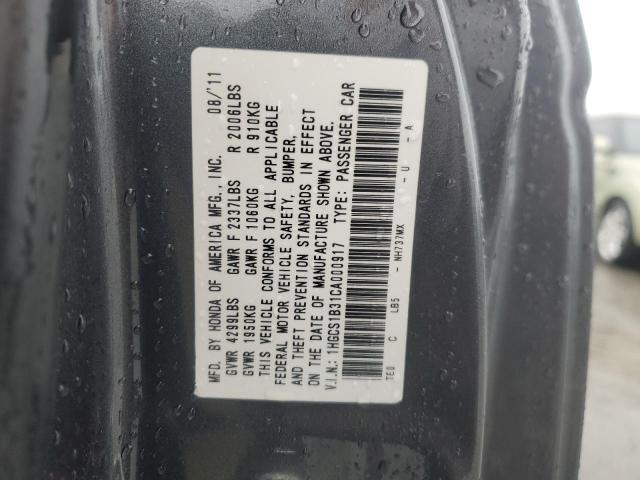 MFD. BY HONDA OF AMERICA MFG., INC. 08/'11
GVWR 4299LBS GAWR F 2337LBS R 2006LBS
GVWR 1950KG GAWR F 1060KG R 910KG
THIS VEHICLE CONFORMS TO ALL APPLICABLE
FEDERAL MOTOR VEHICLE SAFETY, BUMPER,
AND THEFT PREVENTION STANDARDS IN EFFECT
ON THE DATE OF MANUFACTURE SHOWN ABOVE.
V.I.N.: 1HGCS1B31CA000917 TYPE: PASSENGER CAR
TE0 C LB5 - NH737MX - U - A